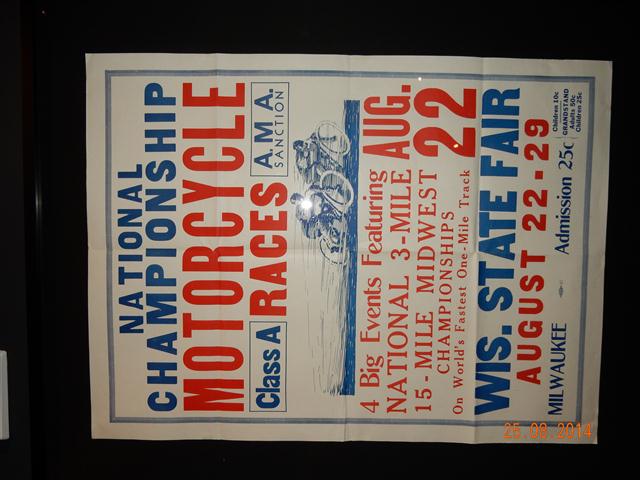 NATIONAL
CHAMPIONSHIP
MOTORCYCLE
Class A RACES A.M.A. SANCTION
4 Big Events Featuring
NATIONAL 3-MILE
15-MILE MIDWEST
CHAMPIONSHIPS
On World's Fastest One-Mile Track
AUG.
22
WIS. STATE FAIR
AUGUST 22-29
MILWAUKEE
Admission 25c
Children 10c
GRANDSTAND
Adults 50c
Children 25c
25.08.2014